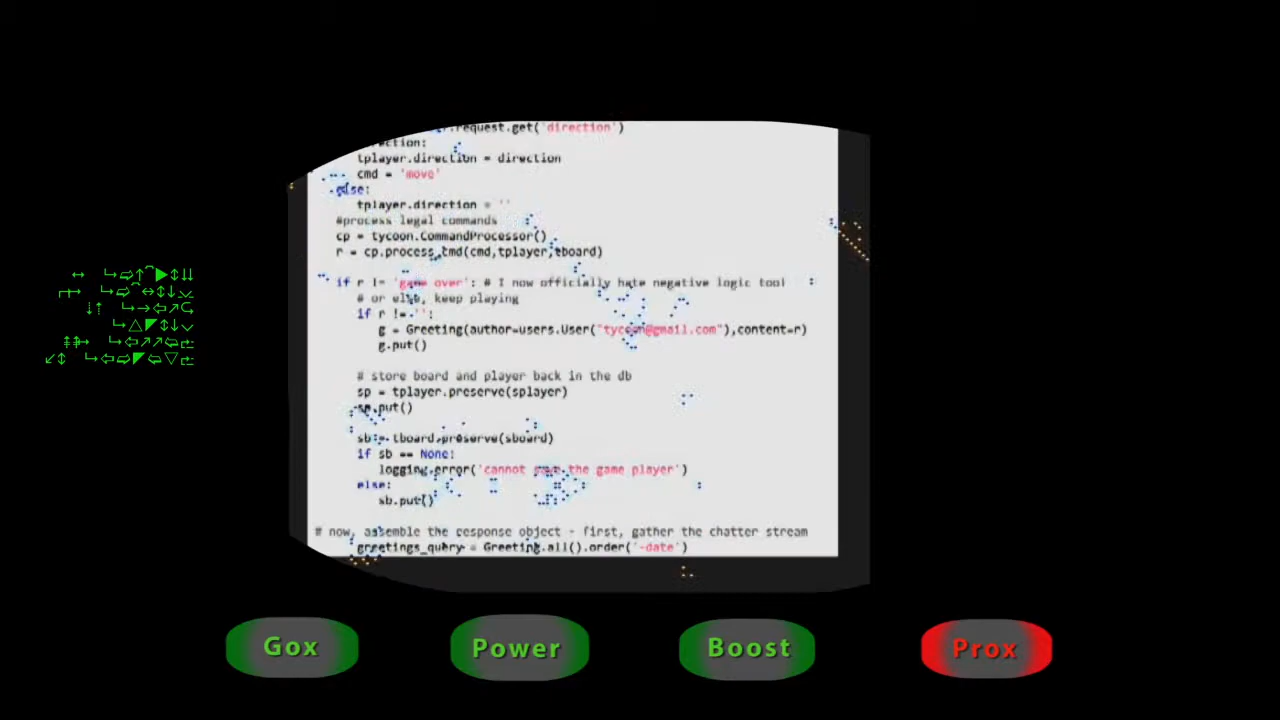 .request.get('direction')
tplayer.direction = direction
cmd = 'move'
else:
tplayer.direction = ''
#process legal commands
cp = tycoon.CommandProcessor()
r = cp.process_cmd(cmd,tplayer,tboard)
if r != 'game over': # I now officially hate negative logic tool
# or else, keep playing
if r != '':
g = Greeting(author=users.User("tycoon@gmail.com"),content=r)
g.put()
# store board and player back in the db
sp = tplayer.preserve(splayer)
sp.put()
sb = tboard.preserve(sboard)
if sb == None:
logging.error('cannot save the game player')
else:
sb.put()
# now, assemble the response object - first, gather the chatter stream
greetings_query = Greeting.all().order('-date')
Gox Power Boost Prox